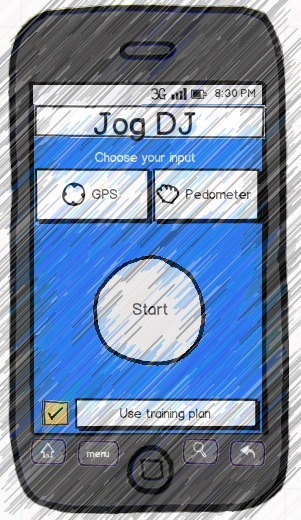 3G 8:30 PM
Jog DJ
Choose your input
GPS Pedometer
Start
Use training plan
menu